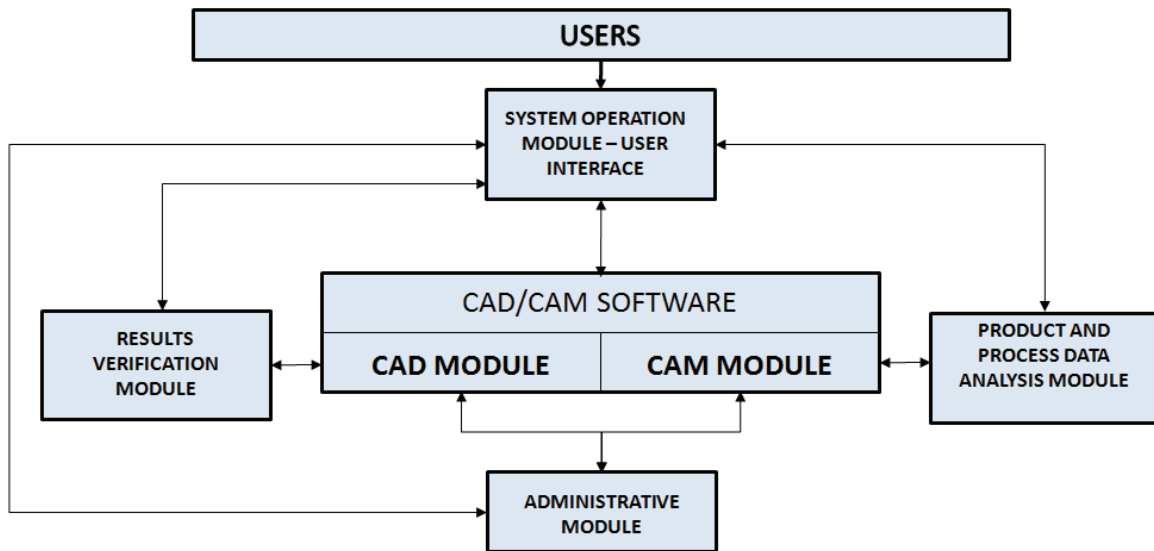 USERS
SYSTEM OPERATION
MODULE – USER
INTERFACE
CAD/CAM SOFTWARE
CAD MODULE
CAM MODULE
RESULTS
VERIFICATION
MODULE
PRODUCT AND
PROCESS DATA
ANALYSIS MODULE
ADMINISTRATIVE
MODULE